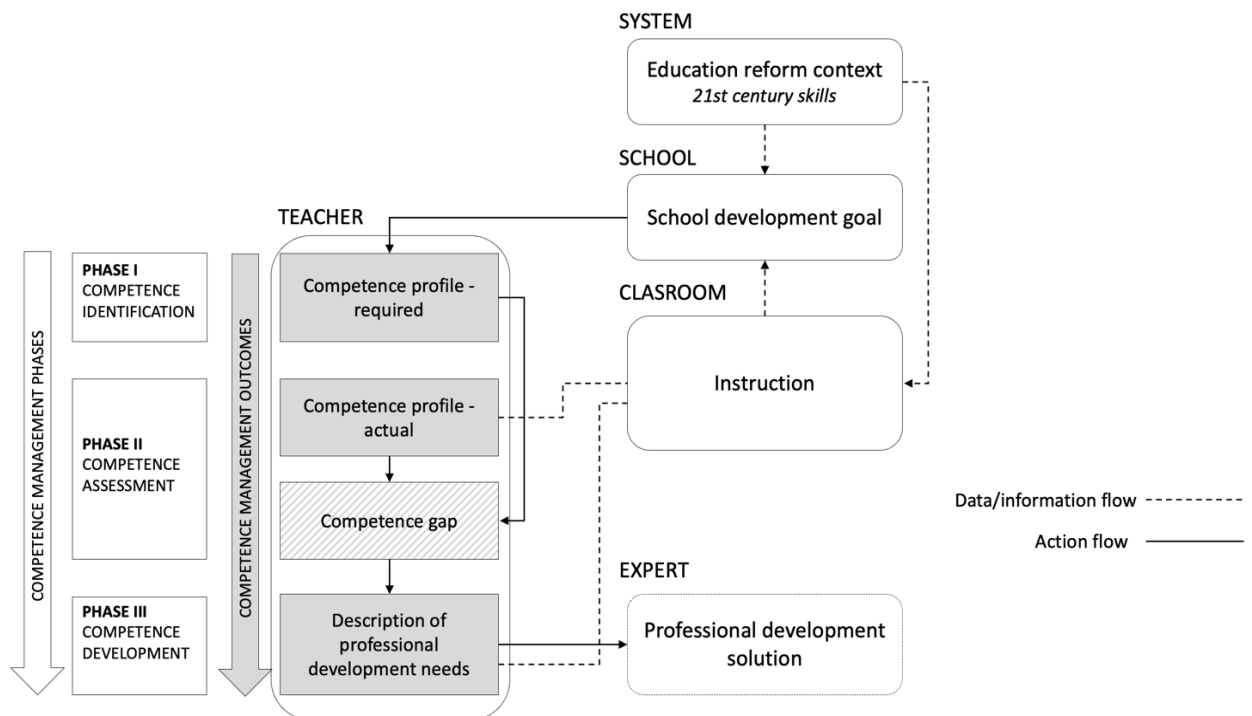 SYSTEM
Education reform context
21st century skills
SCHOOL
School development goal
TEACHER
CLASROOM
Instruction
COMPETENCE MANAGEMENT PHASES
PHASE I
COMPETENCE
IDENTIFICATION
PHASE II
COMPETENCE
ASSESSMENT
PHASE III
COMPETENCE
DEVELOPMENT
COMPETENCE MANAGEMENT OUTCOMES
Competence profile -
required
Competence profile -
actual
Competence gap
Description of
professional
development needs
Data/information flow
Action flow
EXPERT
Professional development
solution